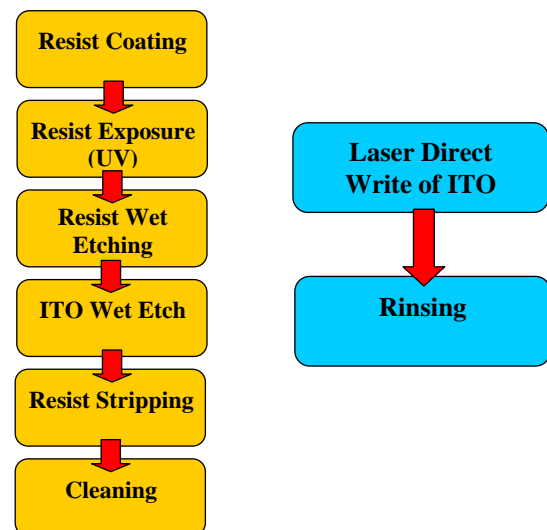 Resist Coating
Resist Exposure
(UV)
Resist Wet
Etching
ITO Wet Etch
Resist Stripping
Cleaning
Laser Direct
Write of ITO
Rinsing